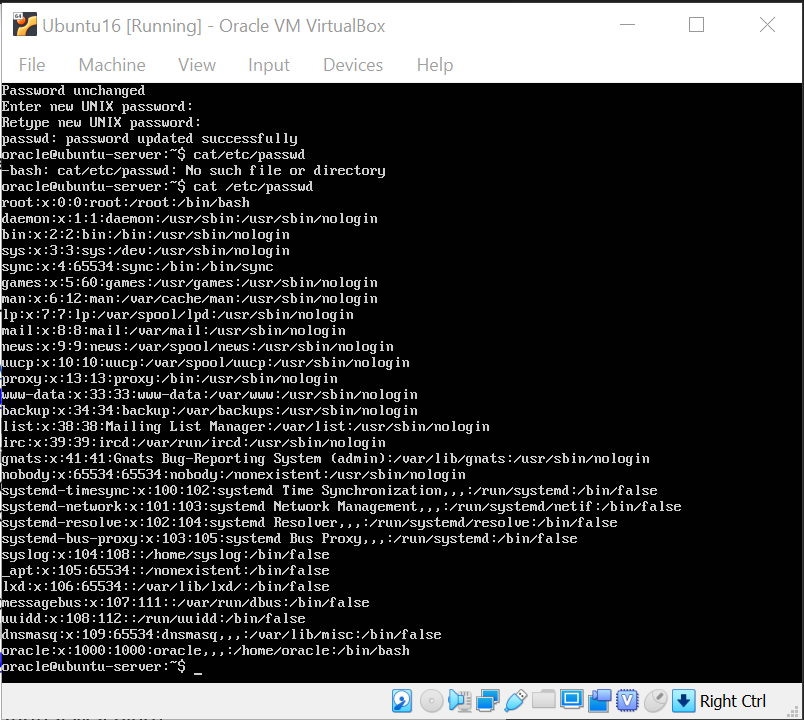 Ubuntu16 [Running] - Oracle VM VirtualBox
File Machine View Input Devices Help
Password unchanged
Enter new UNIX password:
Retype new UNIX password:
passwd: password updated successfully
oracle@ubuntu-server:~$ cat/etc/passwd
-bash: cat/etc/passwd: No such file or directory
oracle@ubuntu-server:~$ cat /etc/passwd
root:x:0:0:root:/root:/bin/bash
daemon:x:1:1:daemon:/usr/sbin:/usr/sbin/nologin
bin:x:2:2:bin:/bin:/usr/sbin/nologin
sys:x:3:3:sys:/dev:/usr/sbin/nologin
sync:x:4:65534:sync:/bin:/bin/sync
games:x:5:60:games:/usr/games:/usr/sbin/nologin
man:x:6:12:man:/var/cache/man:/usr/sbin/nologin
lp:x:7:7:lp:/var/spool/lpd:/usr/sbin/nologin
mail:x:8:8:mail:/var/mail:/usr/sbin/nologin
news:x:9:9:news:/var/spool/news:/usr/sbin/nologin
uucp:x:10:10:uucp:/var/spool/uucp:/usr/sbin/nologin
proxy:x:13:13:proxy:/bin:/usr/sbin/nologin
www-data:x:33:33:www-data:/var/www:/usr/sbin/nologin
backup:x:34:34:backup:/var/backups:/usr/sbin/nologin
list:x:38:38:Mailing List Manager:/var/list:/usr/sbin/nologin
irc:x:39:39:ircd:/var/run/ircd:/usr/sbin/nologin
gnats:x:41:41:Gnats Bug-Reporting System (admin):/var/lib/gnats:/usr/sbin/nologin
nobody:x:65534:65534:nobody:/nonexistent:/usr/sbin/nologin
systemd-timesync:x:100:102:systemd Time Synchronization,,,:/run/systemd:/bin/false
systemd-network:x:101:103:systemd Network Management,,,:/run/systemd/netif:/bin/false
systemd-resolve:x:102:104:systemd Resolver,,,:/run/systemd/resolve:/bin/false
systemd-bus-proxy:x:103:105:systemd Bus Proxy,,,:/run/systemd:/bin/false
syslog:x:104:108::/home/syslog:/bin/false
_apt:x:105:65534::/nonexistent:/bin/false
lxd:x:106:65534::/var/lib/lxd/:/bin/false
messagebus:x:107:111::/var/run/dbus:/bin/false
uuidd:x:108:112::/run/uuidd:/bin/false
dnsmasq:x:109:65534:dnsmasq,,,:/var/lib/misc:/bin/false
oracle:x:1000:1000:oracle,,,:/home/oracle:/bin/bash
oracle@ubuntu-server:~$ _
Right Ctrl